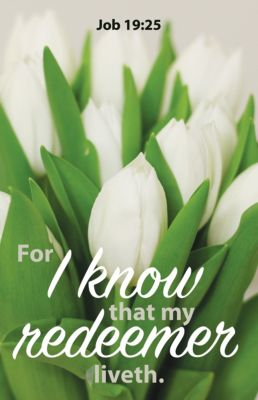 Job 19:25
For
I know
that my
redeemer
liveth.